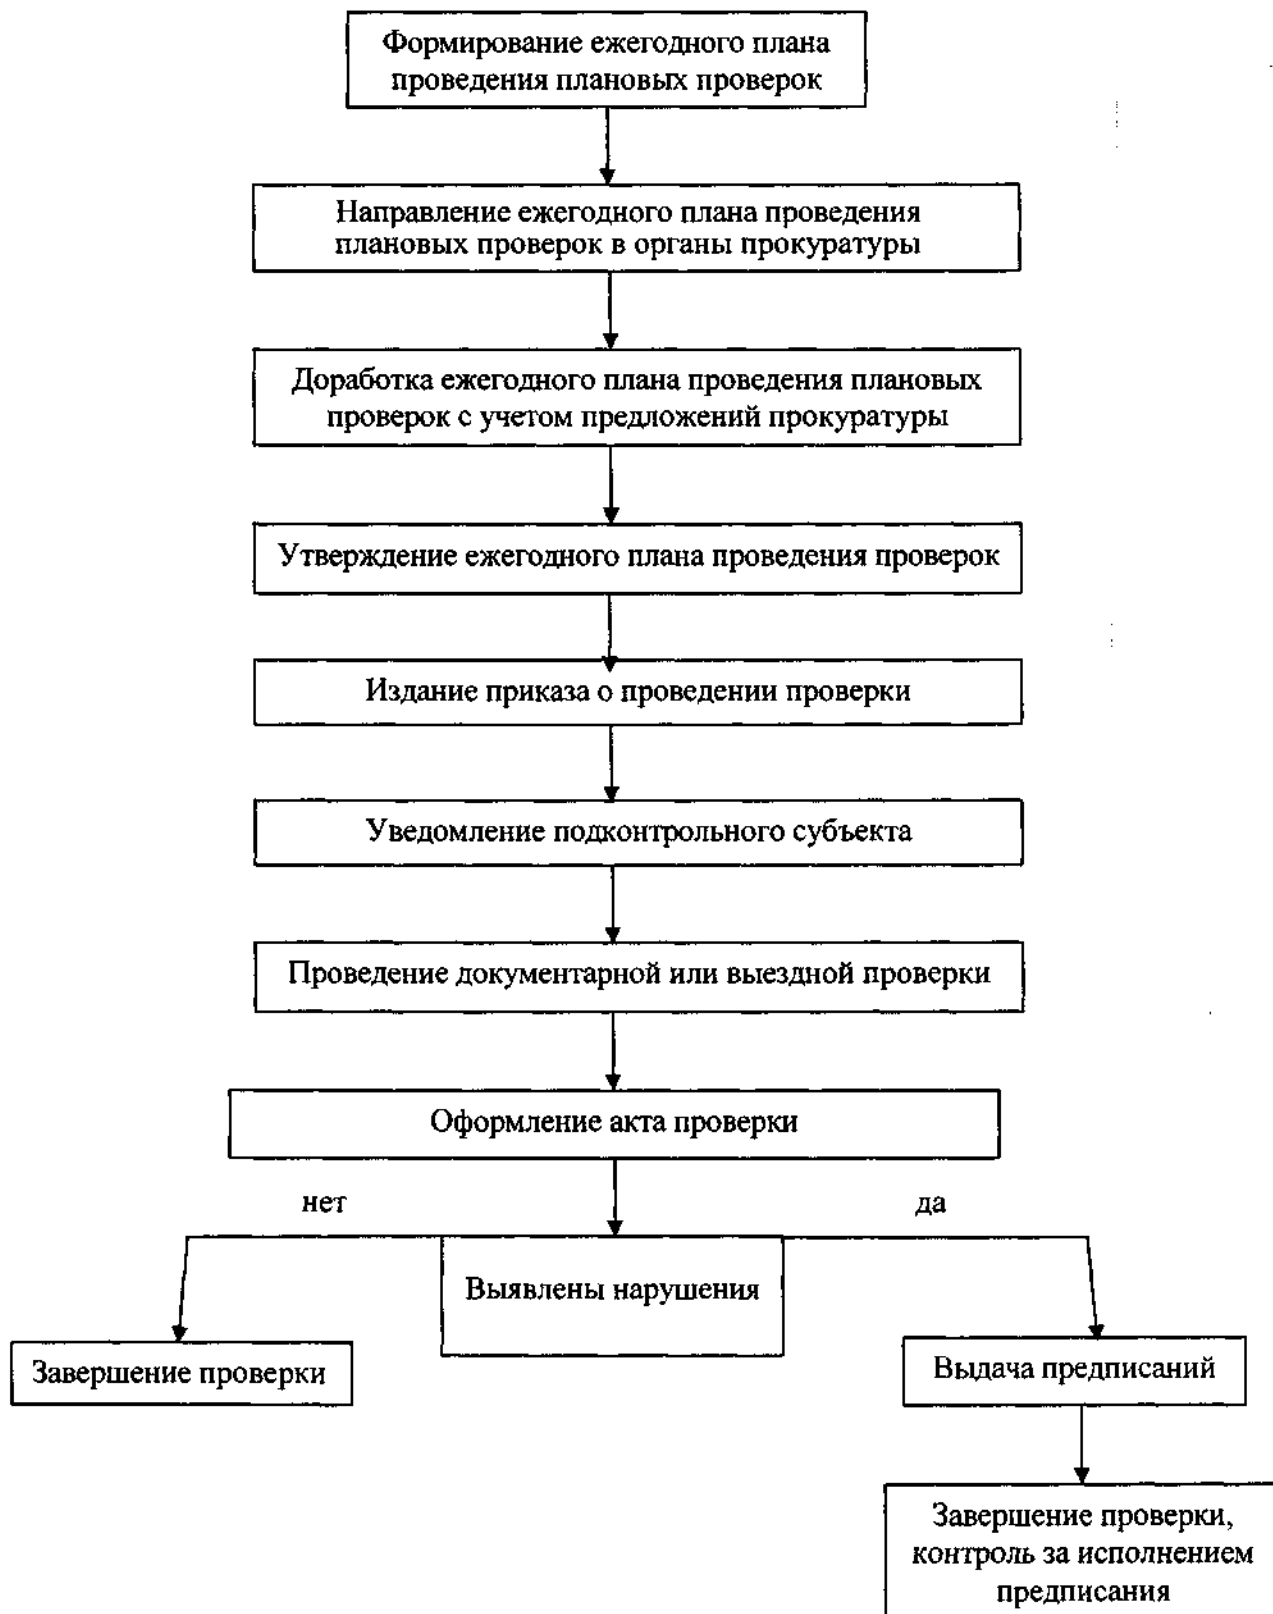 Формирование ежегодного плана
проведения плановых проверок
Направление ежегодного плана проведения
плановых проверок в органы прокуратуры
Доработка ежегодного плана проведения плановых
проверок с учетом предложений прокуратуры
Утверждение ежегодного плана проведения проверок
Издание приказа о проведении проверки
Уведомление подконтрольного субъекта
Проведение документарной или выездной проверки
Оформление акта проверки
нет
да
Выявлены нарушения
Завершение проверки
Выдача предписаний
Завершение проверки,
контроль за исполнением
предписания